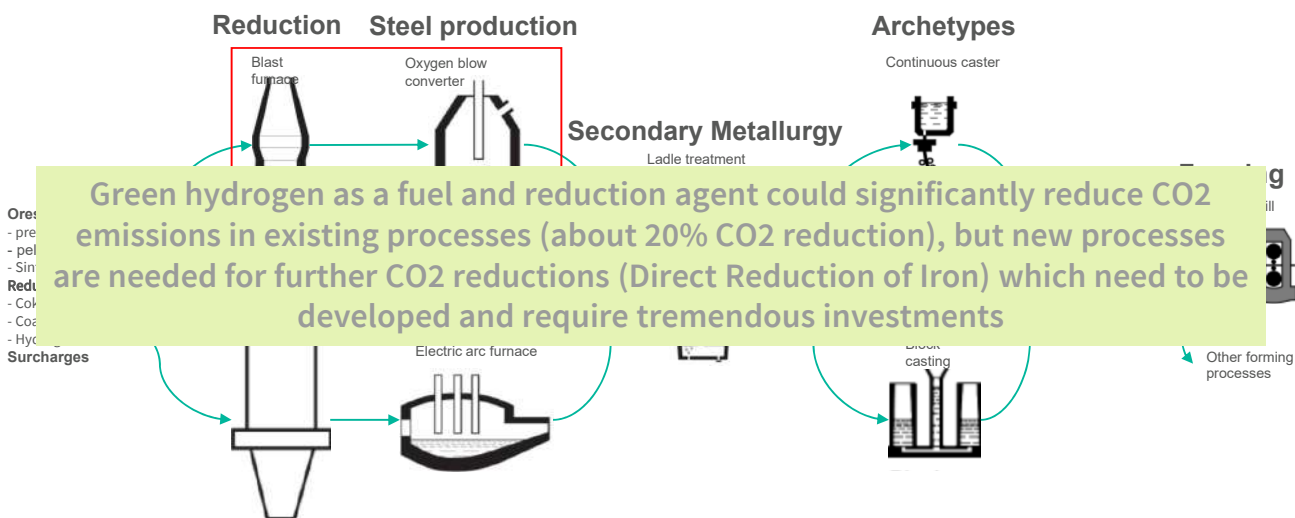 Reduction
Steel production
Archetypes
Blast
furnace
Oxygen blow
converter
Continuous caster
Secondary Metallurgy
Ladle treatment
Green hydrogen as a fuel and reduction agent could significantly reduce CO2
emissions in existing processes (about 20% CO2 reduction), but new processes
are needed for further CO2 reductions (Direct Reduction of Iron) which need to be
developed and require tremendous investments
Surcharges
Electric arc furnace
Block
casting
Other forming
processes